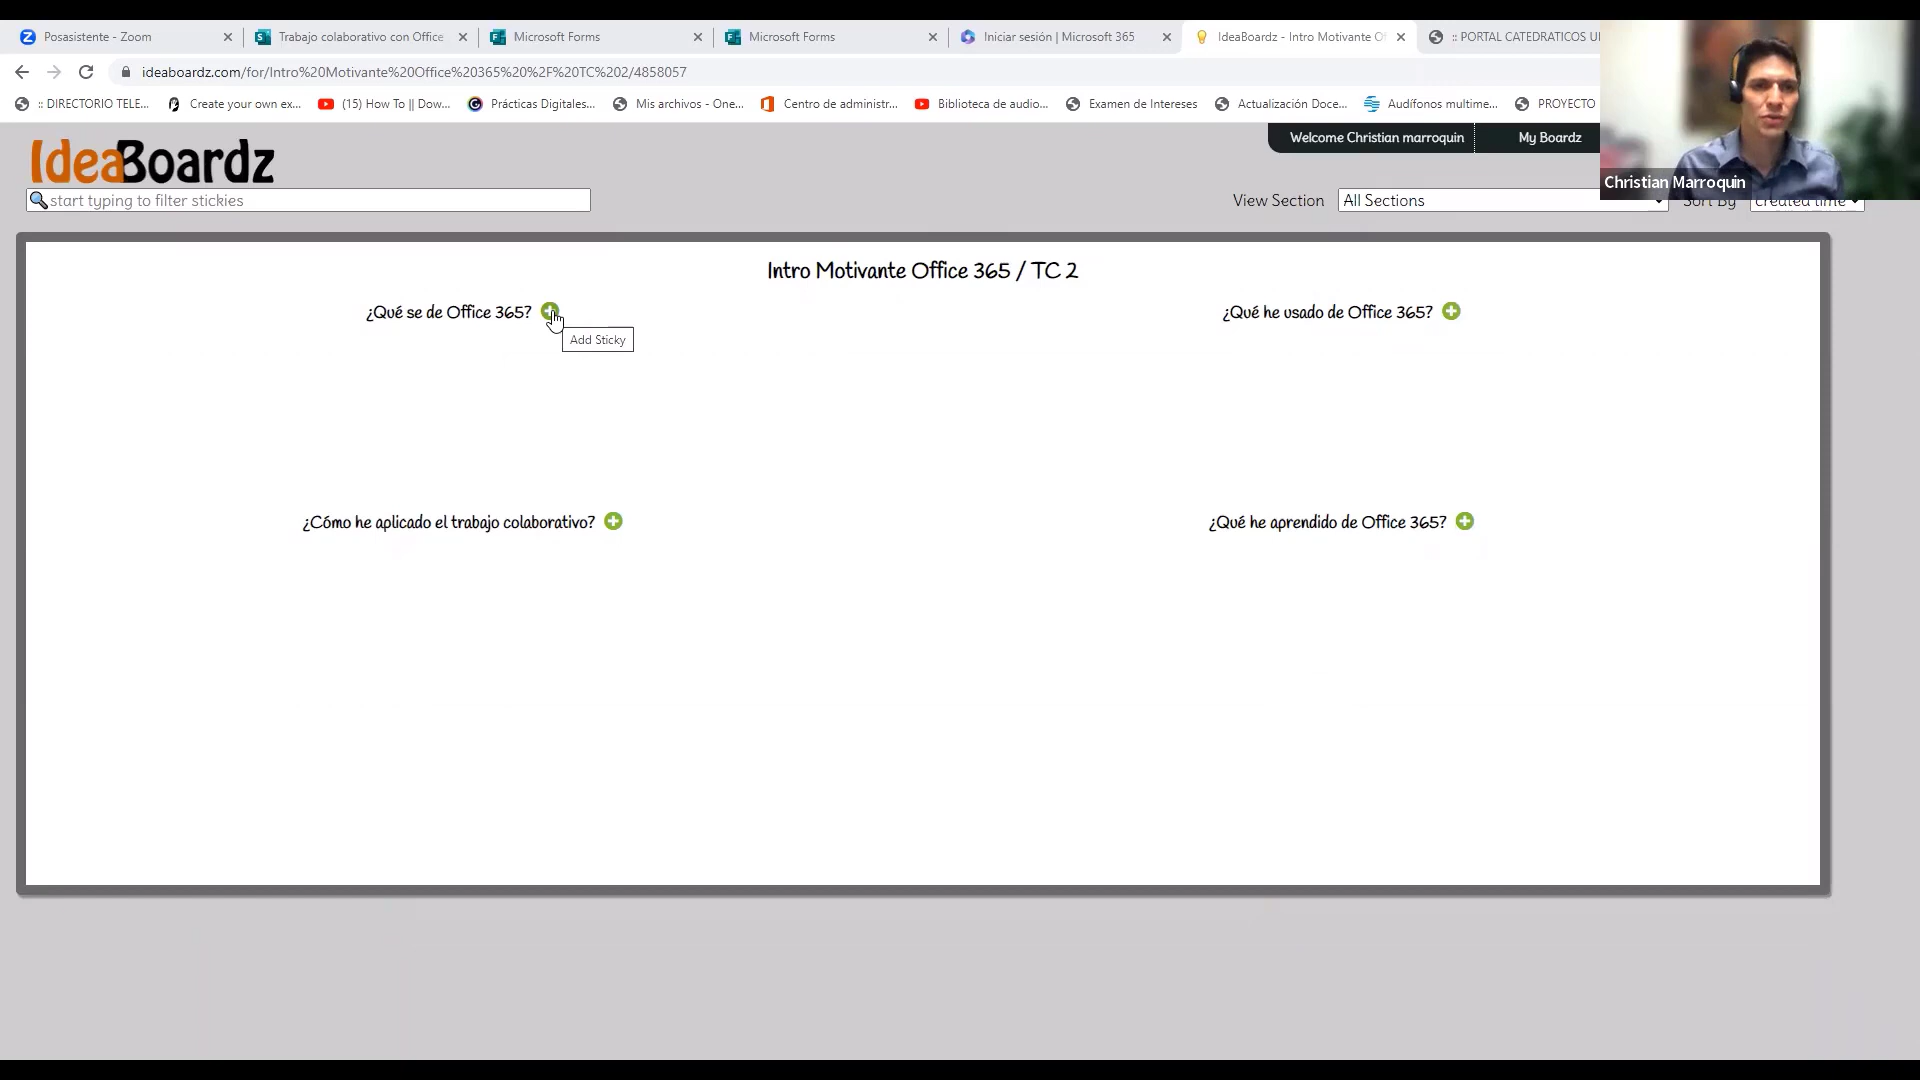 Posasistente - Zoom
Trabajo colaborativo con Office
Microsoft Forms
Microsoft Forms
Iniciar sesión | Microsoft 365
IdeaBoardz - Intro Motivante Of
:: PORTAL CATEDRATICOS U
ideaboardz.com/for/Intro%20Motivante%20Office%20365%20%2F%20TC%202/4858057
:: DIRECTORIO TELE...
Create your own ex...
(15) How To || Dow...
Prácticas Digitales...
Mis archivos - One...
Centro de administr...
Biblioteca de audio...
Examen de Intereses
Actualización Doce...
Audífonos multime...
PROYECTO
IdeaBoardz
Welcome Christian marroquin
My Boardz
Christian Marroquin
start typing to filter stickies
View Section
All Sections
Sort By
created time
Intro Motivante Office 365 / TC 2
¿Qué se de Office 365?
Add Sticky
¿Qué he usado de Office 365?
¿Cómo he aplicado el trabajo colaborativo?
¿Qué he aprendido de Office 365?